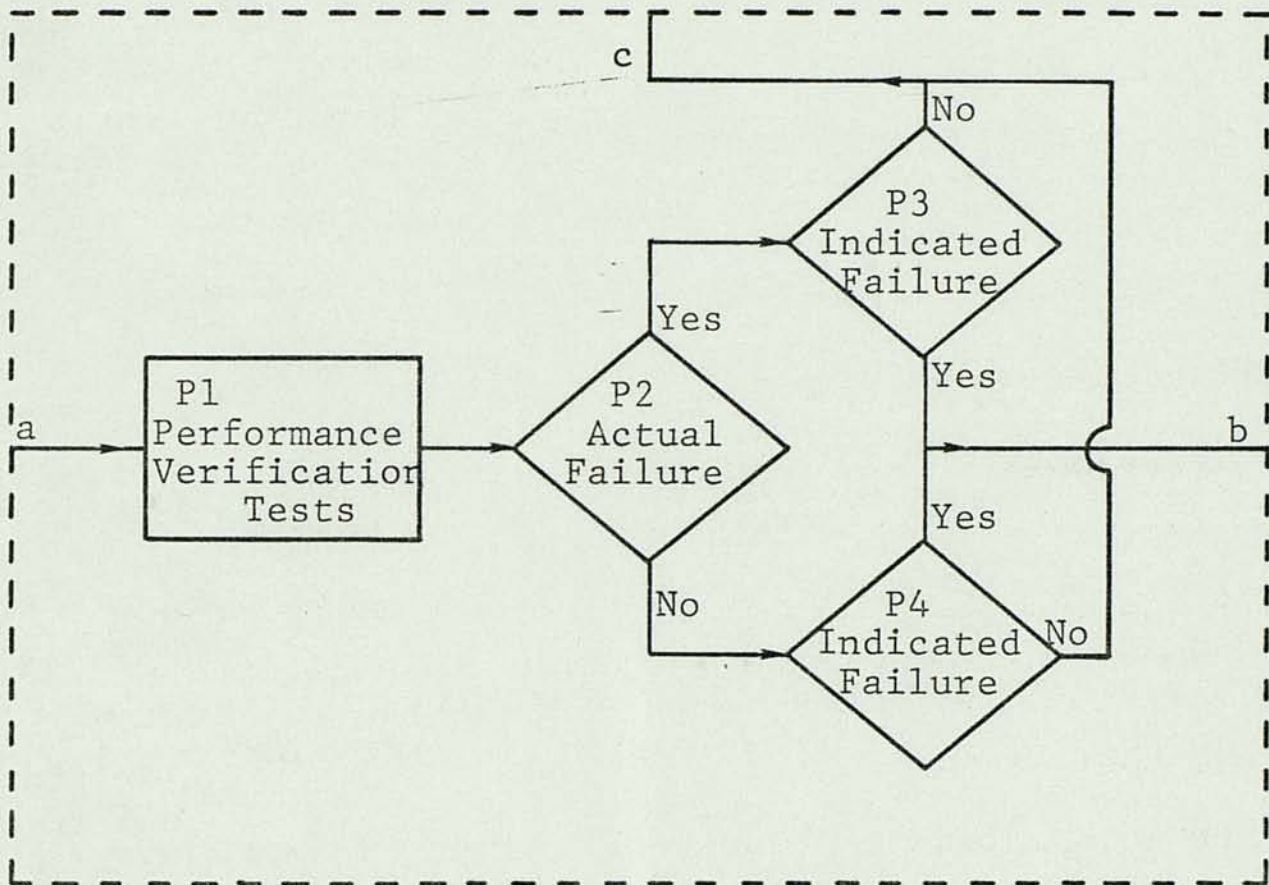 c
No
P3
Indicated
Failure
Yes
Yes
P1
Performance
Verification
Tests
a
P2
Actual
Failure
b
Yes
No
P4
Indicated
Failure
No